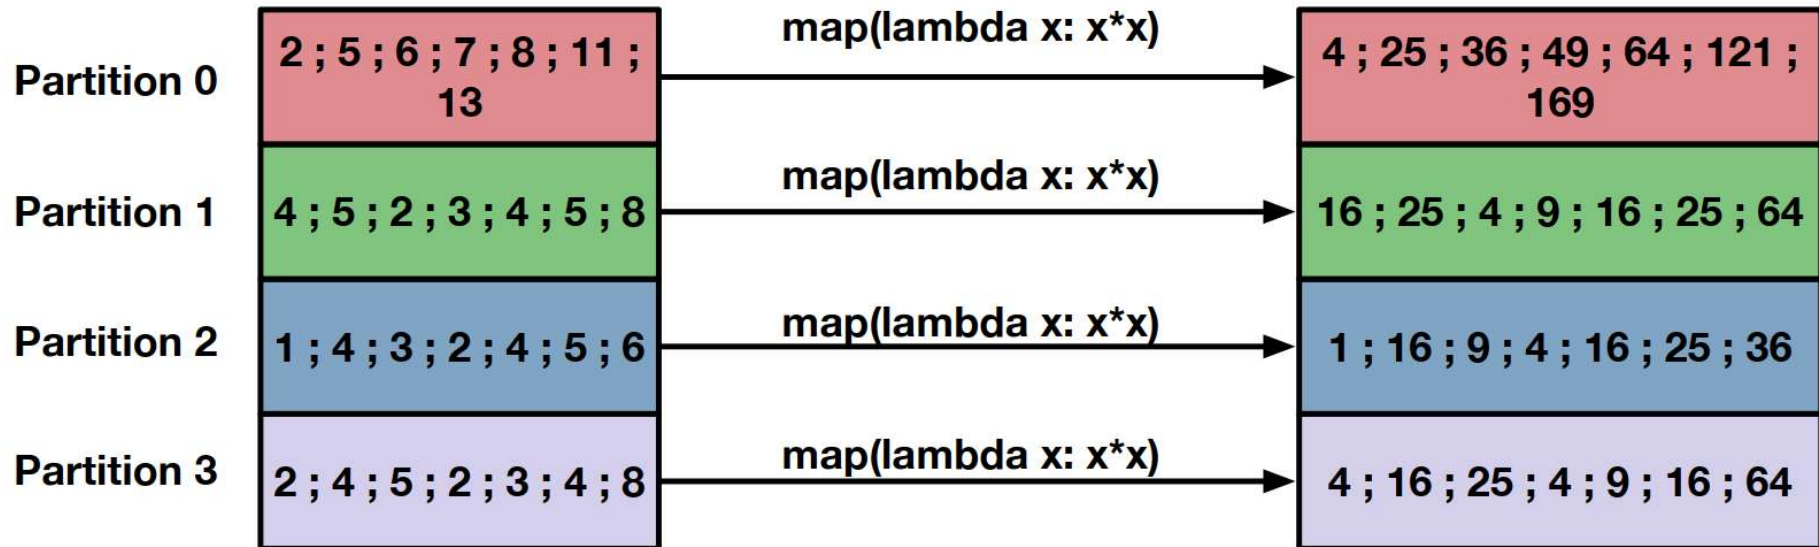 Partition 0
2 ; 5 ; 6 ; 7 ; 8 ; 11 ;
13
map(lambda x: x*x)
4 ; 25 ; 36 ; 49 ; 64 ; 121 ;
169
Partition 1
4 ; 5 ; 2 ; 3 ; 4 ; 5 ; 8
map(lambda x: x*x)
16 ; 25 ; 4 ; 9 ; 16 ; 25 ; 64
Partition 2
1 ; 4 ; 3 ; 2 ; 4 ; 5 ; 6
map(lambda x: x*x)
1 ; 16 ; 9 ; 4 ; 16 ; 25 ; 36
Partition 3
2 ; 4 ; 5 ; 2 ; 3 ; 4 ; 8
map(lambda x: x*x)
4 ; 16 ; 25 ; 4 ; 9 ; 16 ; 64